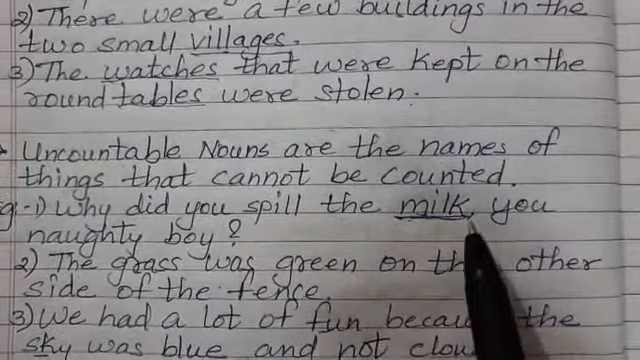 2) There were a few buildings in the
two small villages.
3) The watches that were kept on the
round tables were stolen.
Uncountable Nouns are the names of
things that cannot be counted.
eg:-1) Why did you spill the milk, you
naughty boy?
2) The grass was green on the other
side of the fence.
3) We had a lot of fun because the
sky was blue and not